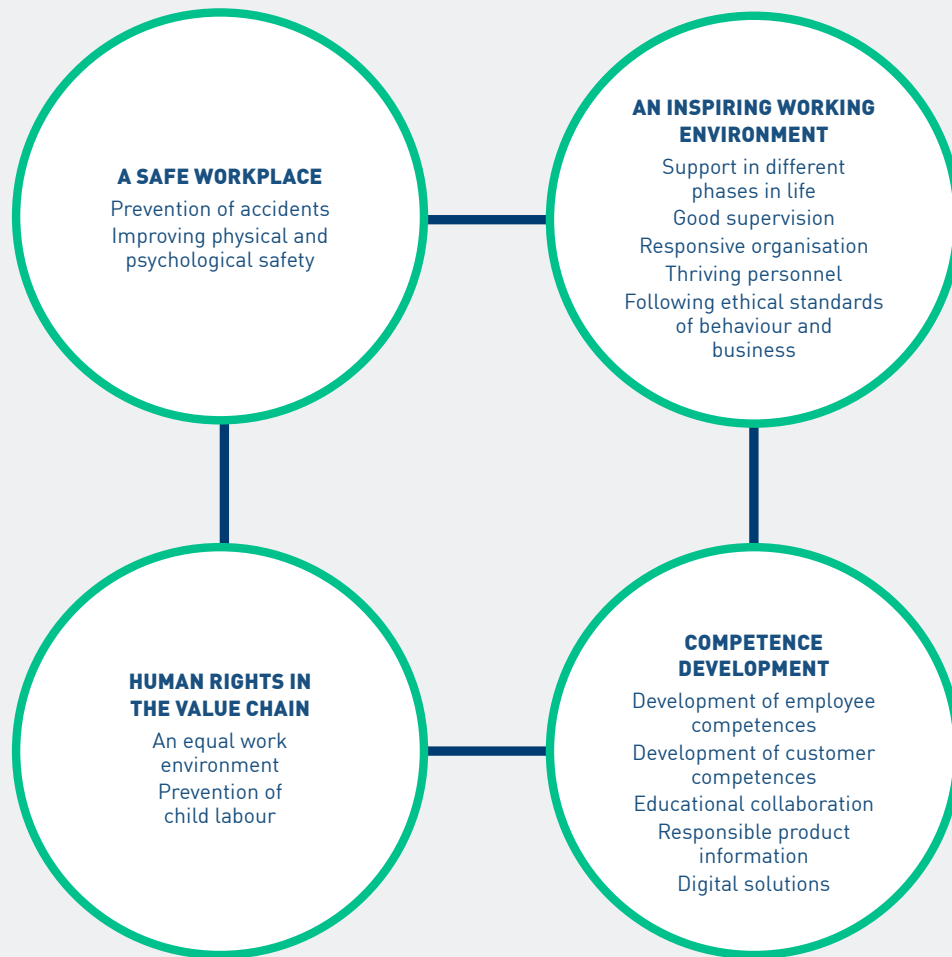 A SAFE WORKPLACE
Prevention of accidents
Improving physical and
psychological safety
AN INSPIRING WORKING
ENVIRONMENT
Support in different
phases in life
Good supervision
Responsive organisation
Thriving personnel
Following ethical standards
of behaviour and
business
HUMAN RIGHTS IN
THE VALUE CHAIN
An equal work
environment
Prevention of
child labour
COMPETENCE
DEVELOPMENT
Development of employee
competences
Development of customer
competences
Educational collaboration
Responsible product
information
Digital solutions